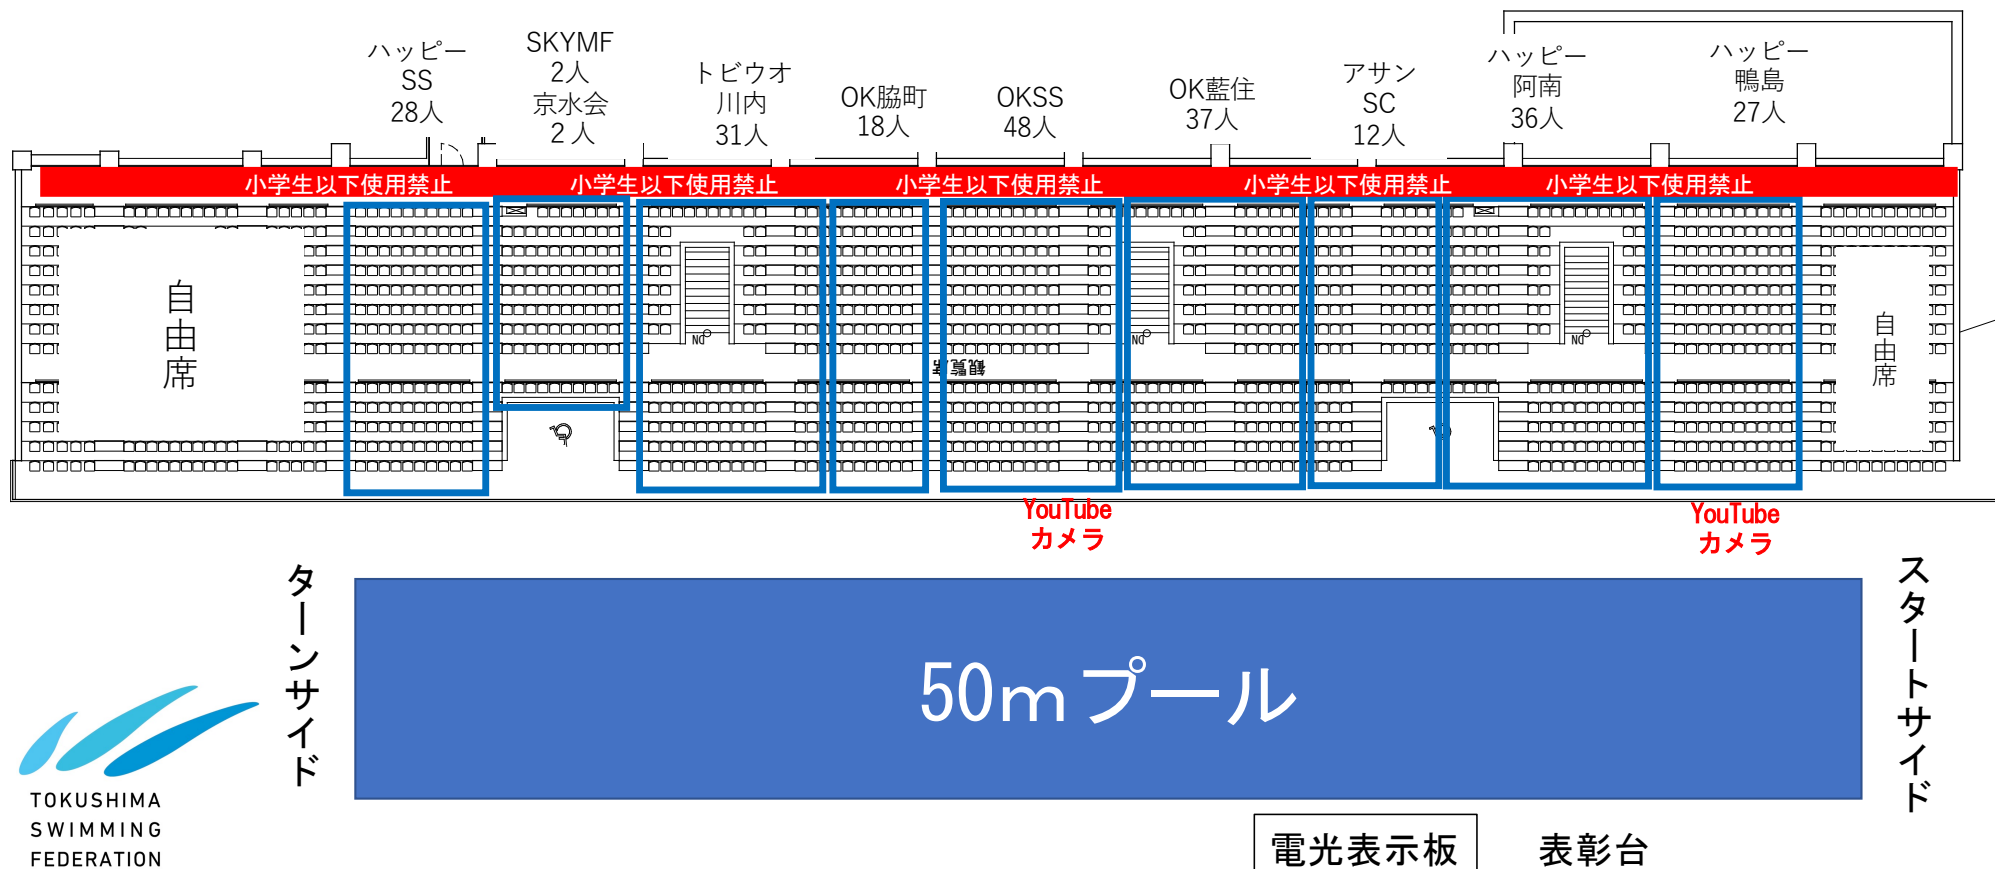 ハッピー
SS
28人
SKYMF
2人
京水会
２人
トビウオ
川内
31人
OK脇町
18人
OKSS
48人
OK藍住
37人
アサン
SC
12人
ハッピー
阿南
36人
ハッピー
鴨島
27人
小学生以下使用禁止
小学生以下使用禁止
小学生以下使用禁止
小学生以下使用禁止
小学生以下使用禁止
自由席
DN
観覧席
DN
DN
自由席
YouTube
カメラ
YouTube
カメラ
ターンサイド
50mプール
スタートサイド
TOKUSHIMA
SWIMMING
FEDERATION
電光表示板
表彰台